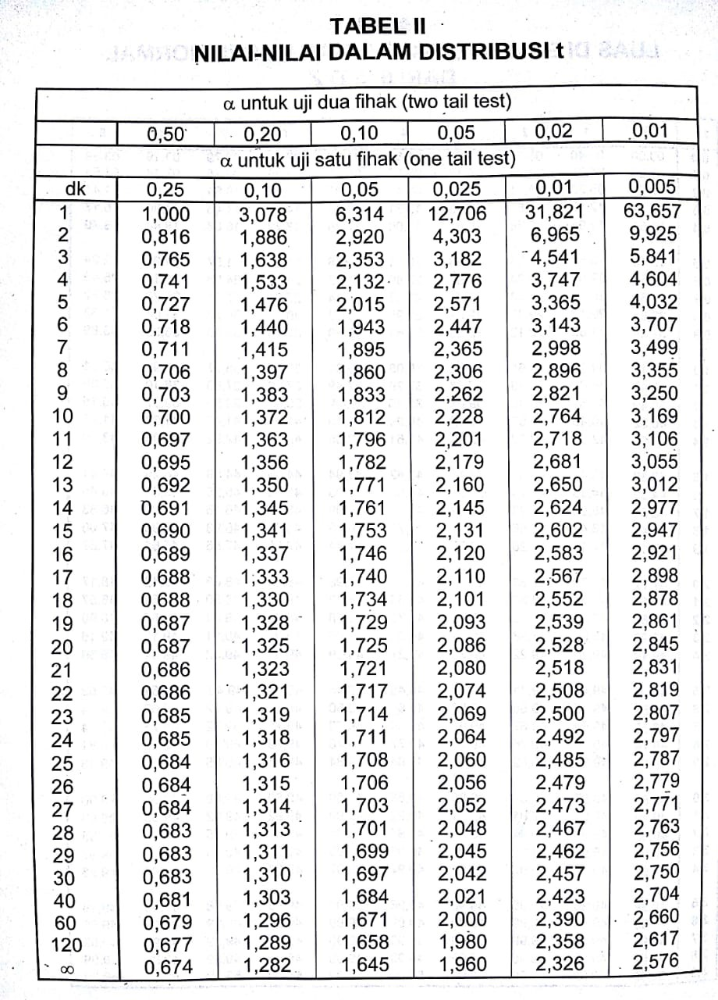 TABEL II
NILAI-NILAI DALAM DISTRIBUSI t
α untuk uji dua fihak (two tail test)
0,50 0,20 0,10 0,05 0,02 0,01
α untuk uji satu fihak (one tail test)
dk 0,25 0,10 0,05 0,025 0,01 0,005
1 1,000 3,078 6,314 12,706 31,821 63,657
2 0,816 1,886 2,920 4,303 6,965 9,925
3 0,765 1,638 2,353 3,182 4,541 5,841
4 0,741 1,533 2,132 2,776 3,747 4,604
5 0,727 1,476 2,015 2,571 3,365 4,032
6 0,718 1,440 1,943 2,447 3,143 3,707
7 0,711 1,415 1,895 2,365 2,998 3,499
8 0,706 1,397 1,860 2,306 2,896 3,355
9 0,703 1,383 1,833 2,262 2,821 3,250
10 0,700 1,372 1,812 2,228 2,764 3,169
11 0,697 1,363 1,796 2,201 2,718 3,106
12 0,695 1,356 1,782 2,179 2,681 3,055
13 0,692 1,350 1,771 2,160 2,650 3,012
14 0,691 1,345 1,761 2,145 2,624 2,977
15 0,690 1,341 1,753 2,131 2,602 2,947
16 0,689 1,337 1,746 2,120 2,583 2,921
17 0,688 1,333 1,740 2,110 2,567 2,898
18 0,688 1,330 1,734 2,101 2,552 2,878
19 0,687 1,328 1,729 2,093 2,539 2,861
20 0,687 1,325 1,725 2,086 2,528 2,845
21 0,686 1,323 1,721 2,080 2,518 2,831
22 0,686 1,321 1,717 2,074 2,508 2,819
23 0,685 1,319 1,714 2,069 2,500 2,807
24 0,685 1,318 1,711 2,064 2,492 2,797
25 0,684 1,316 1,708 2,060 2,485 2,787
26 0,684 1,315 1,706 2,056 2,479 2,779
27 0,684 1,314 1,703 2,052 2,473 2,771
28 0,683 1,313 1,701 2,048 2,467 2,763
29 0,683 1,311 1,699 2,045 2,462 2,756
30 0,683 1,310 1,697 2,042 2,457 2,750
40 0,681 1,303 1,684 2,021 2,423 2,704
60 0,679 1,296 1,671 2,000 2,390 2,660
120 0,677 1,289 1,658 1,980 2,358 2,617
∞ 0,674 1,282 1,645 1,960 2,326 2,576